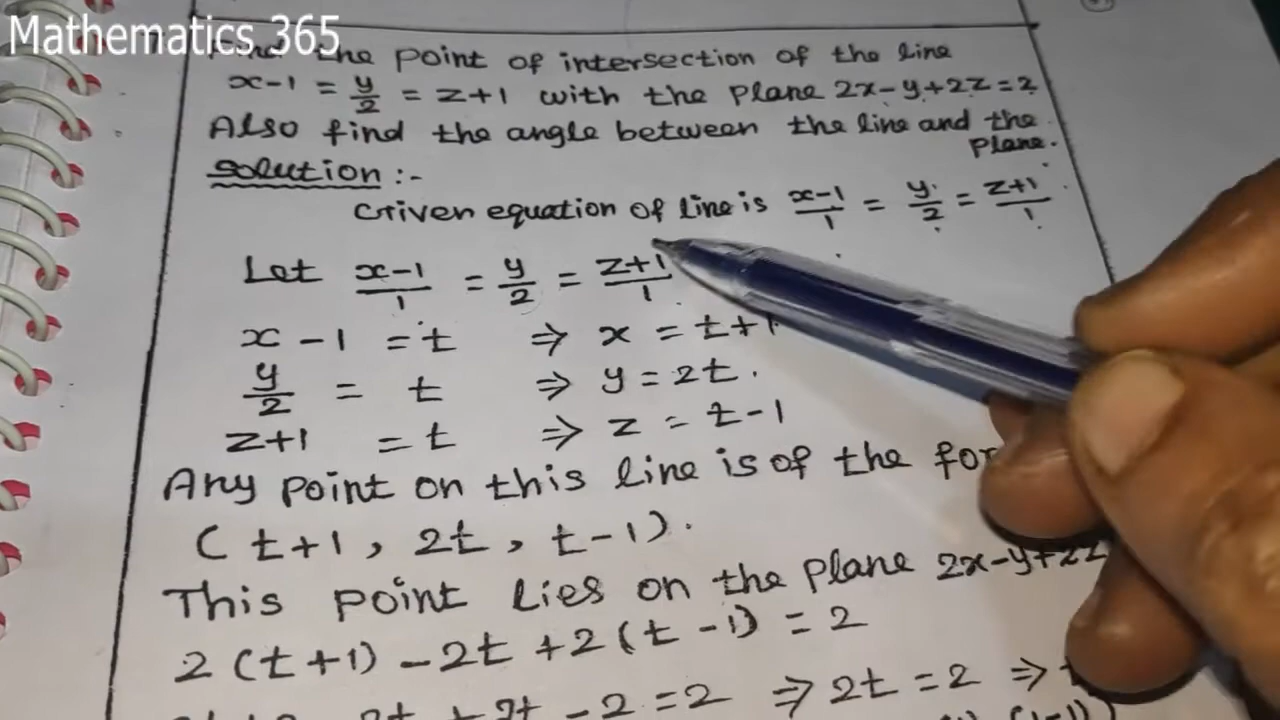 Mathematics 365
the point of intersection of the line
x-1 = y/2 = z+1 with the plane 2x-y+2z=2
Also find the angle between the line and the
plane.
Solution:-
Given equation of line is x-1/1 = y/2 = z+1/1
Let x-1/1 = y/2 = z+1/1
x-1 = t ⇒ x = t+1
y/2 = t ⇒ y = 2t.
z+1 = t ⇒ z = t-1
Any point on this line is of the
(t+1, 2t, t-1).
This point lies on the plane 2x-y+2z
2(t+1)-2t+2(t-1)=2
2t + 2t - 2 = 2 ⇒ 2t = 2 ⇒